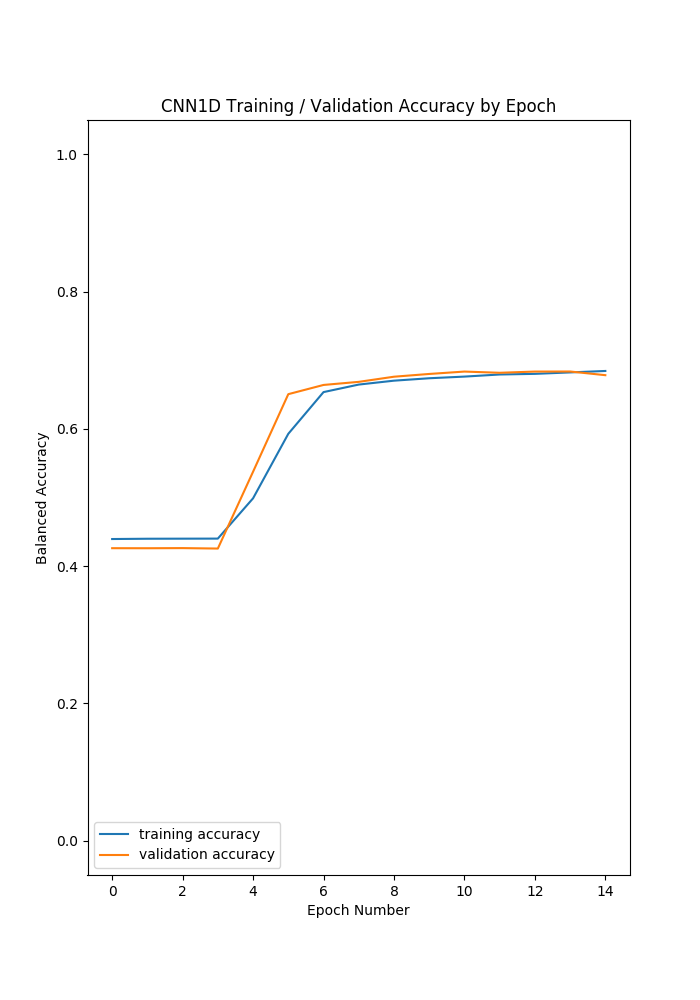 CNN1D Training / Validation Accuracy by Epoch
1.0
0.8
0.6
0.4
0.2
0.0
Balanced Accuracy
training accuracy
validation accuracy
0 2 4 6 8 10 12 14
Epoch Number